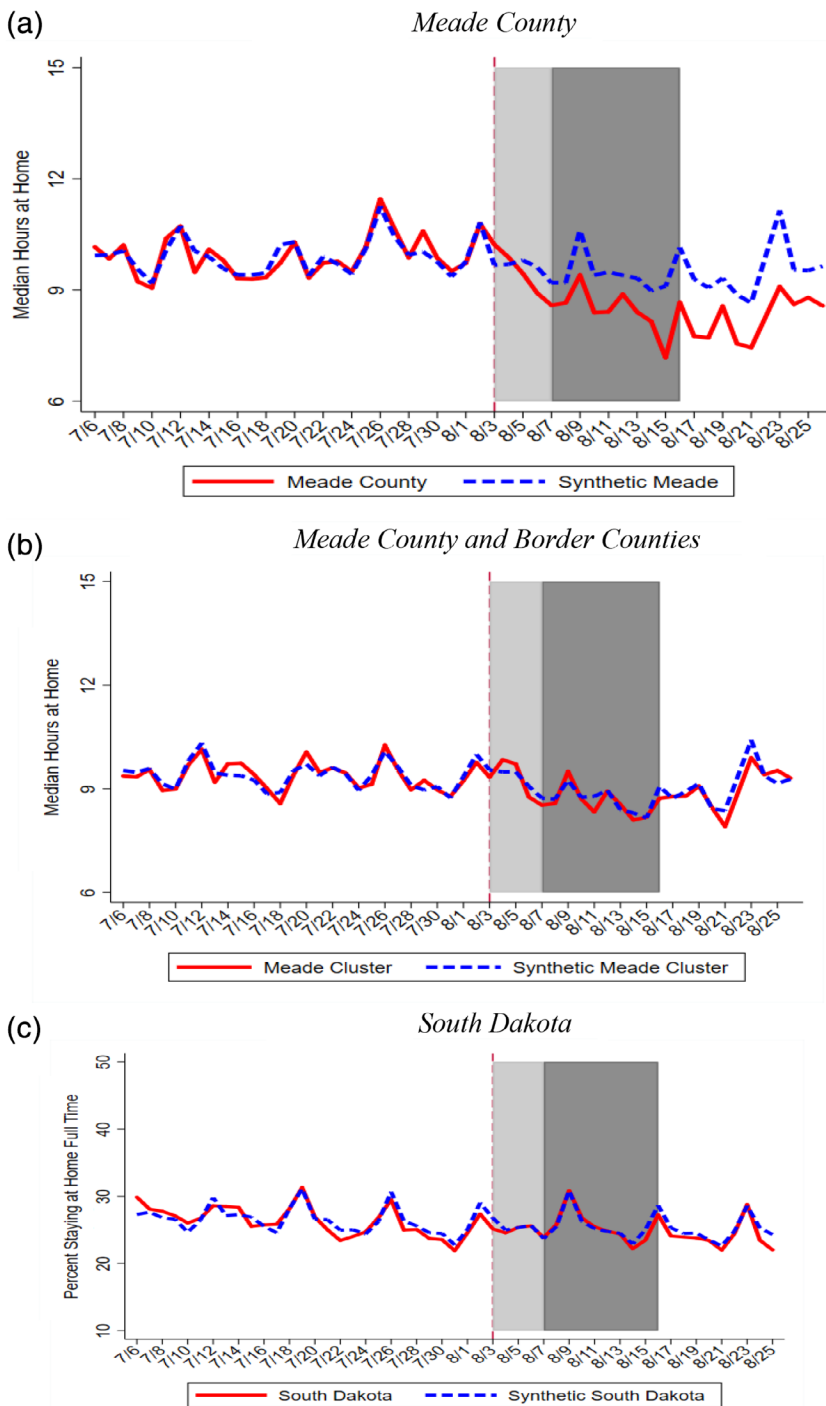 (a)
Meade County
Median Hours at Home
15
12
9
6
7/6 7/8 7/10 7/12 7/14 7/16 7/18 7/20 7/22 7/24 7/26 7/28 7/30 8/1 8/3 8/5 8/7 8/9 8/11 8/13 8/15 8/17 8/19 8/21 8/23 8/25
Meade County Synthetic Meade
(b)
Meade County and Border Counties
Median Hours at Home
15
12
9
6
7/6 7/8 7/10 7/12 7/14 7/16 7/18 7/20 7/22 7/24 7/26 7/28 7/30 8/1 8/3 8/5 8/7 8/9 8/11 8/13 8/15 8/17 8/19 8/21 8/23 8/25
Meade Cluster Synthetic Meade Cluster
(c)
South Dakota
Percent Staying at Home Full Time
50
40
30
20
10
7/6 7/8 7/10 7/12 7/14 7/16 7/18 7/20 7/22 7/24 7/26 7/28 7/30 8/1 8/3 8/5 8/7 8/9 8/11 8/13 8/15 8/17 8/19 8/21 8/23 8/25
South Dakota Synthetic South Dakota